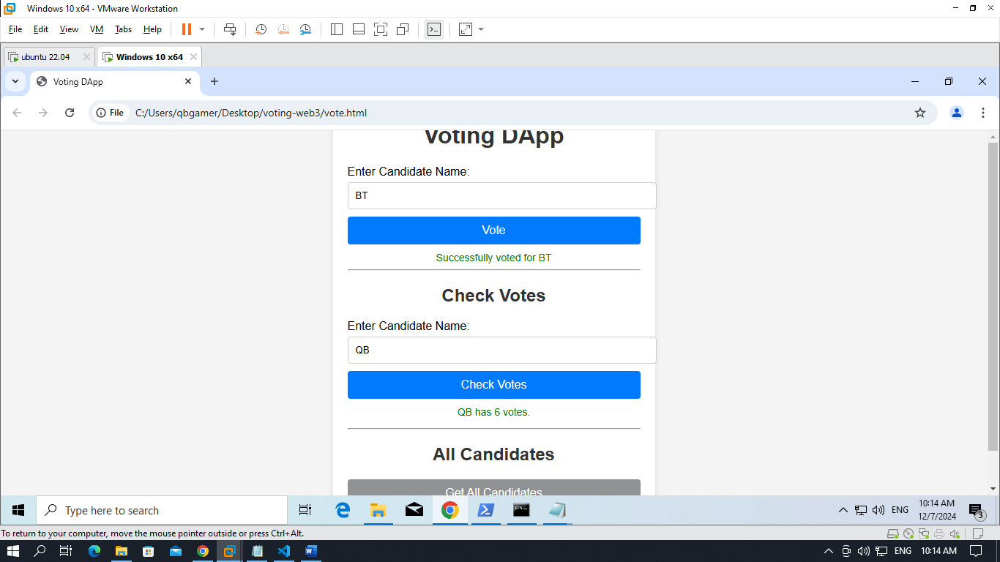 Windows 10 x64 - VMware Workstation
File Edit View VM Tabs Help
ubuntu 22.04 Windows 10 x64
Voting DApp
File C:/Users/qbgamer/Desktop/voting-web3/vote.html
Voting DApp
Enter Candidate Name:
BT
Vote
Successfully voted for BT
Check Votes
Enter Candidate Name:
QB
Check Votes
QB has 6 votes.
All Candidates
Get All Candidates
Type here to search
ENG
10:14 AM
12/7/2024
3
To return to your computer, move the mouse pointer outside or press Ctrl+Alt.
ENG 10:14 AM